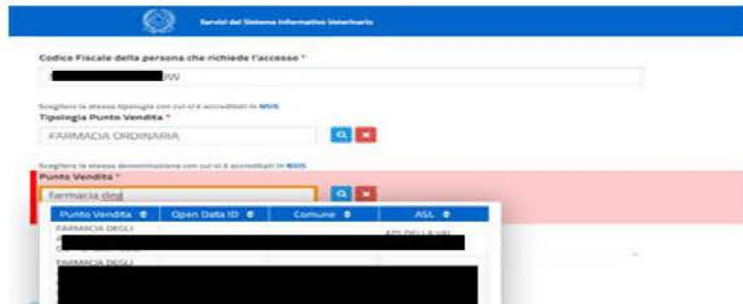 Servizi del Sistema Informativo Veterinario
Codice Fiscale della persona che richiede l'accesso *
Scegliere la stessa tipologia con cui si è accreditati in NSIS
Tipologia Punto Vendita *
FARMACIA ORDINARIA
Scegliere la stessa denominazione con cui si è accreditati in NSIS
Punto Vendita *
farmacia deg
Punto Vendita Open Data ID Comune ASL
FARMACIA DEGLI
FARMACIA DEGLI